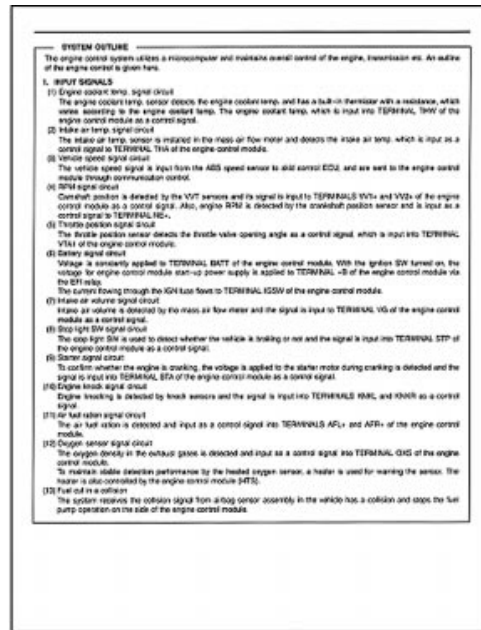 SYSTEM OUTLINE
The engine control system utilizes a microcomputer and maintains overall control of the engine, transmission etc. An outline
of the engine control is given here.
1. INPUT SIGNALS
(1) Engine coolant temp. signal circuit
The engine coolant temp. sensor detects the engine coolant temp. and has a built-in thermistor with a resistance, which
varies according to the engine coolant temp. The engine coolant temp. which is input into TERMINAL THW of the
engine control module as a control signal.
(2) Intake air temp. signal circuit
The intake air temp. sensor is installed in the mass air flow meter and detects the intake air temp. which is input as a
control signal to TERMINAL THA of the engine control module.
(3) Vehicle speed signal circuit
The vehicle speed signal is input from the ABS speed sensor to skid control ECU, and are sent to the engine control
module through communication control.
(4) RPM signal circuit
Camshaft position is detected by the VVT sensors and its signal is input to TERMINALS VV1+ and VV2+ of the engine
control module as a control signal. Also, engine RPM is detected by the crankshaft position sensor and is input as a
control signal to TERMINAL NE+.
(5) Throttle position signal circuit
The throttle position sensor detects the throttle valve opening angle as a control signal, which is input into TERMINAL
VTA1 of the engine control module.
(6) Battery signal circuit
Voltage is constantly applied to TERMINAL BATT of the engine control module. With the ignition SW turned on, the
voltage for engine control module start-up power supply is applied to TERMINAL +B of the engine control module via
the EFI relay.
The current flowing through the IGN fuse flows to TERMINAL IGSW of the engine control module.
(7) Intake air volume signal circuit
Intake air volume is detected by the mass air flow meter and the signal is input to TERMINAL VG of the engine control
module as a control signal.
(8) Stop light SW signal circuit
The stop light SW is used to detect whether the vehicle is braking or not and the signal is input into TERMINAL STP of
the engine control module as a control signal.
(9) Starter signal circuit
To confirm whether the engine is cranking, the voltage is applied to the starter motor during cranking is detected and the
signal is input into TERMINAL STA of the engine control module as a control signal.
(10) Engine knock signal circuit
Engine knocking is detected by knock sensors and the signal is input into TERMINALS KNKL and KNKR as a control
signal.
(11) Air fuel ration signal circuit
The air fuel ration is detected and input as a control signal into TERMINALS AFL+ and AFR+ of the engine control
module.
(12) Oxygen sensor signal circuit
The oxygen density in the exhaust gases is detected and input as a control signal into TERMINAL OXS of the engine
control module.
To maintain stable detection performance by the heated oxygen sensor, a heater is used for warming the sensor. The
heater is also controlled by the engine control module (HTS).
(13) Fuel cut in a collision
The system receives the collision signal from airbag sensor assembly in the vehicle has a collision and stops the fuel
pump operation on the side of the engine control module.